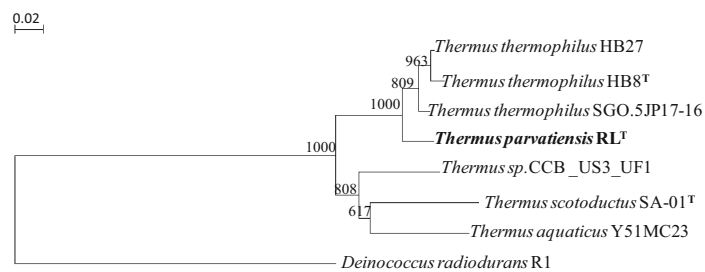 0.02
Thermus thermophilus HB27
963
Thermus thermophilus HB8ᵀ
809
1000
Thermus thermophilus SGO.5JP17-16
Thermus parvatiensis RLᵀ
1000
Thermus sp.CCB _US3_UF1
808
Thermus scotoductus SA-01ᵀ
617
Thermus aquaticus Y51MC23
Deinococcus radiodurans R1